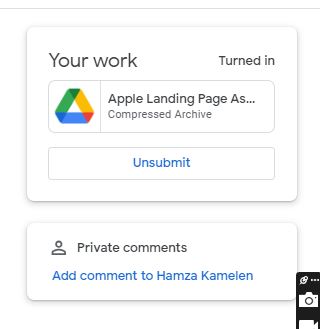 Your work
Turned in
Apple Landing Page As...
Compressed Archive
Unsubmit
Private comments
Add comment to Hamza Kamelen